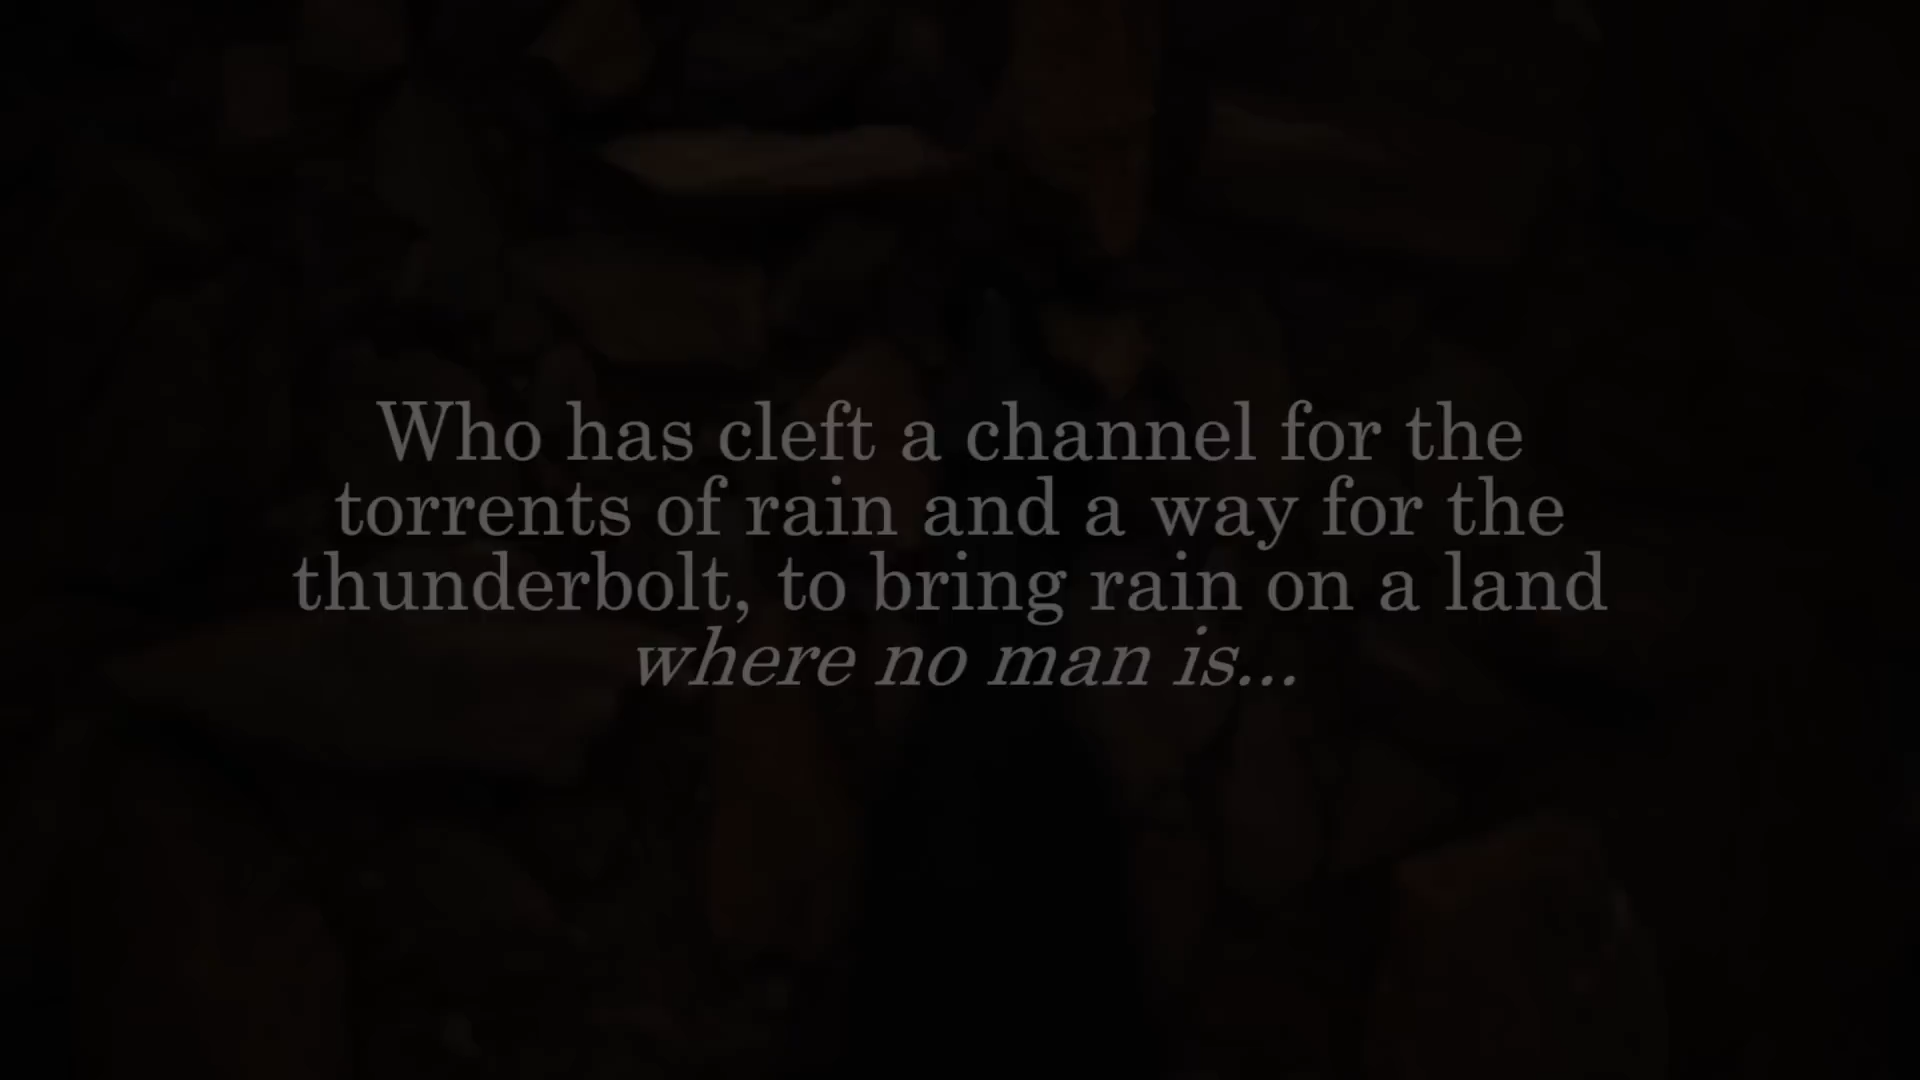 Who has cleft a channel for the
torrents of rain and a way for the
thunderbolt, to bring rain on a land
where no man is...